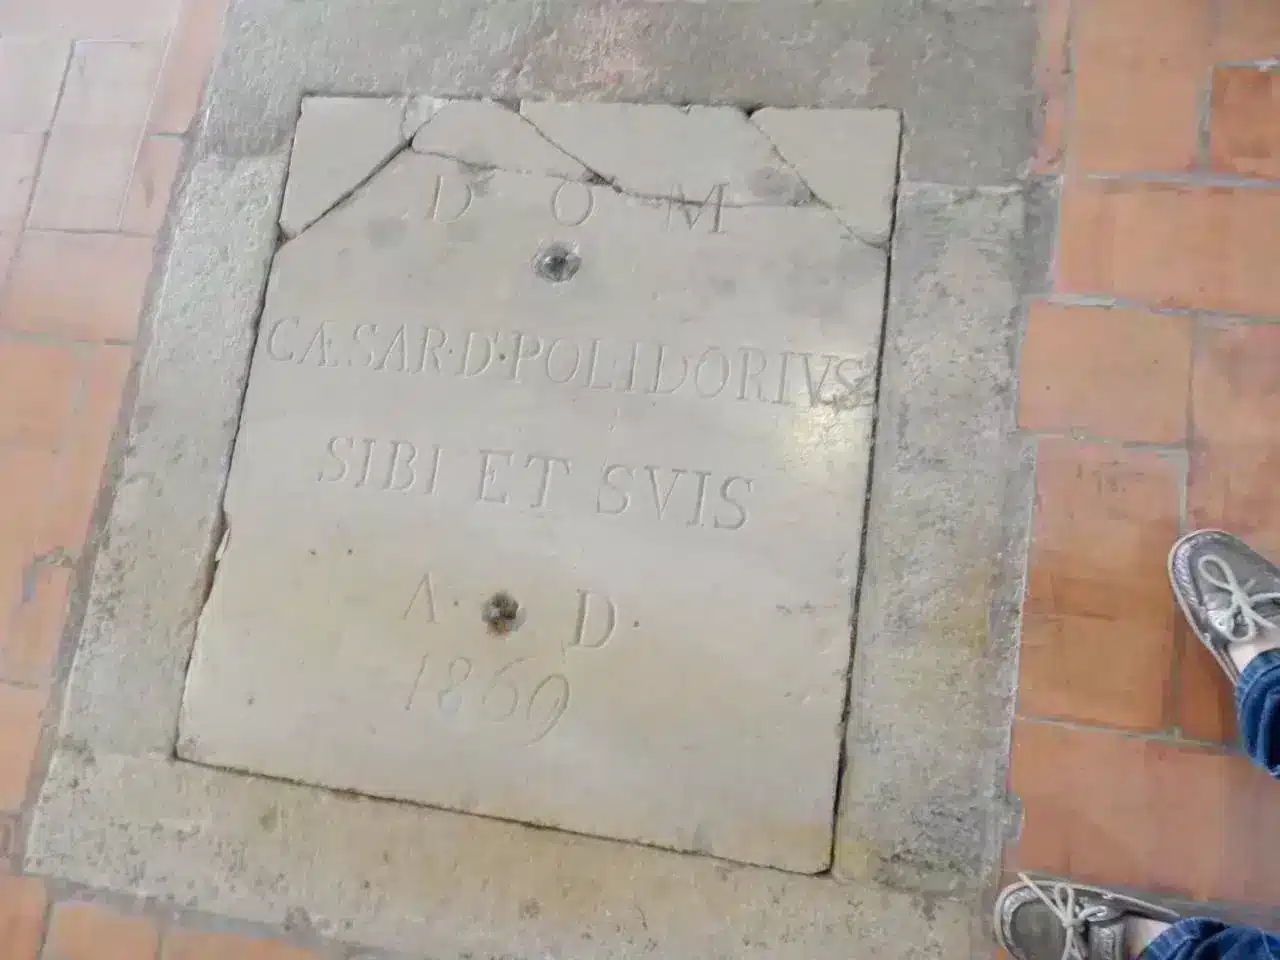 D O M
CÆSAR·D·POLIDORIVS
SIBI ET SVIS
A· D·
1869